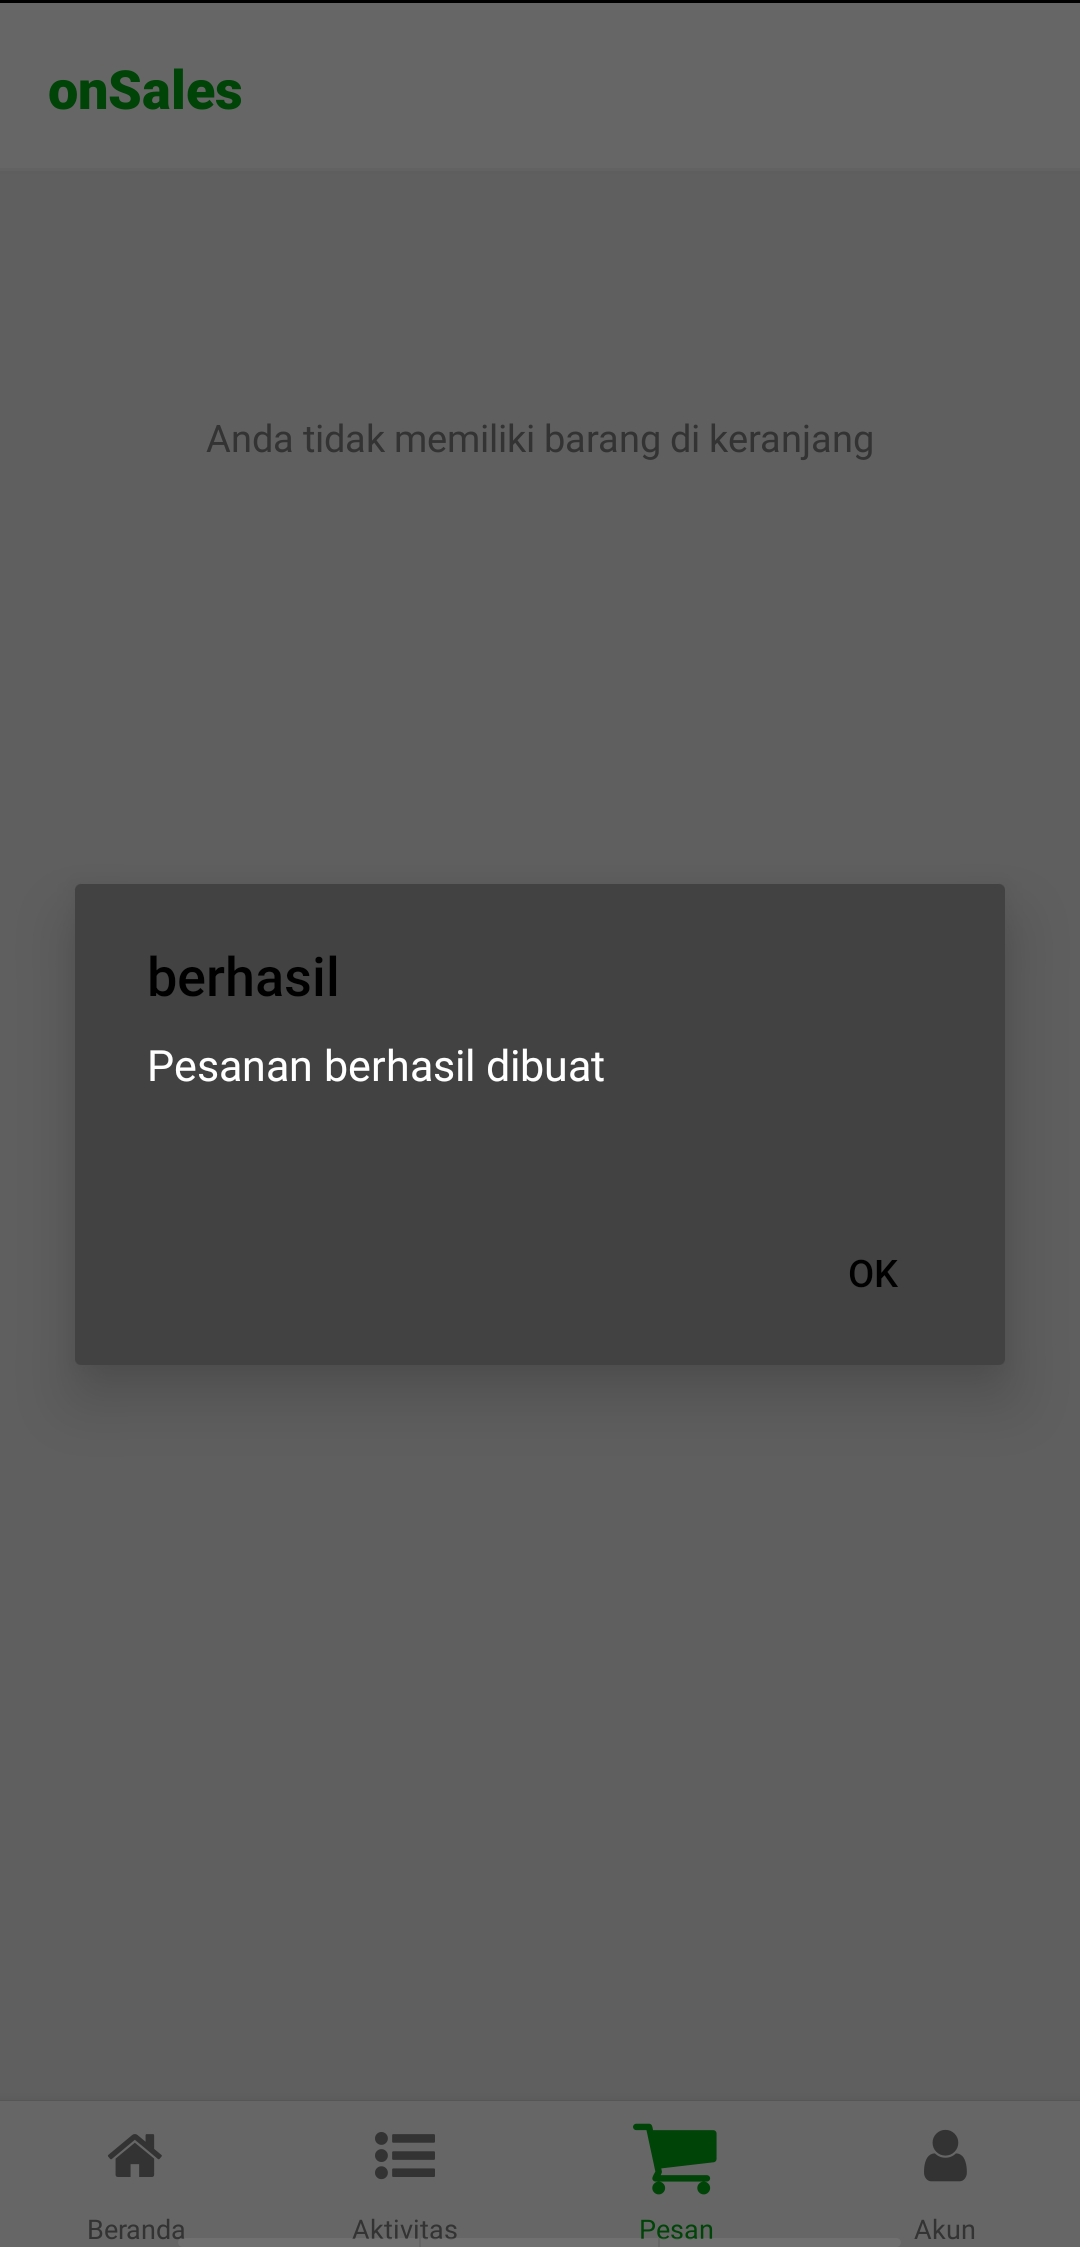 onSales
Anda tidak memiliki barang di keranjang
berhasil
Pesanan berhasil dibuat
OK
Beranda
Aktivitas
Pesan
Akun